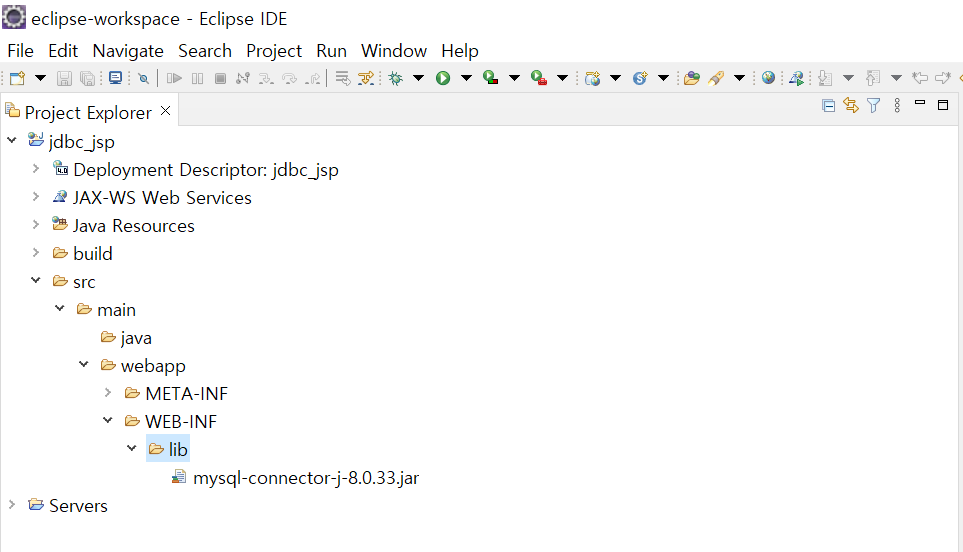 eclipse-workspace - Eclipse IDE
File Edit Navigate Search Project Run Window Help
Project Explorer
jdbc_jsp
Deployment Descriptor: jdbc_jsp
JAX-WS Web Services
Java Resources
build
src
main
java
webapp
META-INF
WEB-INF
lib
mysql-connector-j-8.0.33.jar
Servers